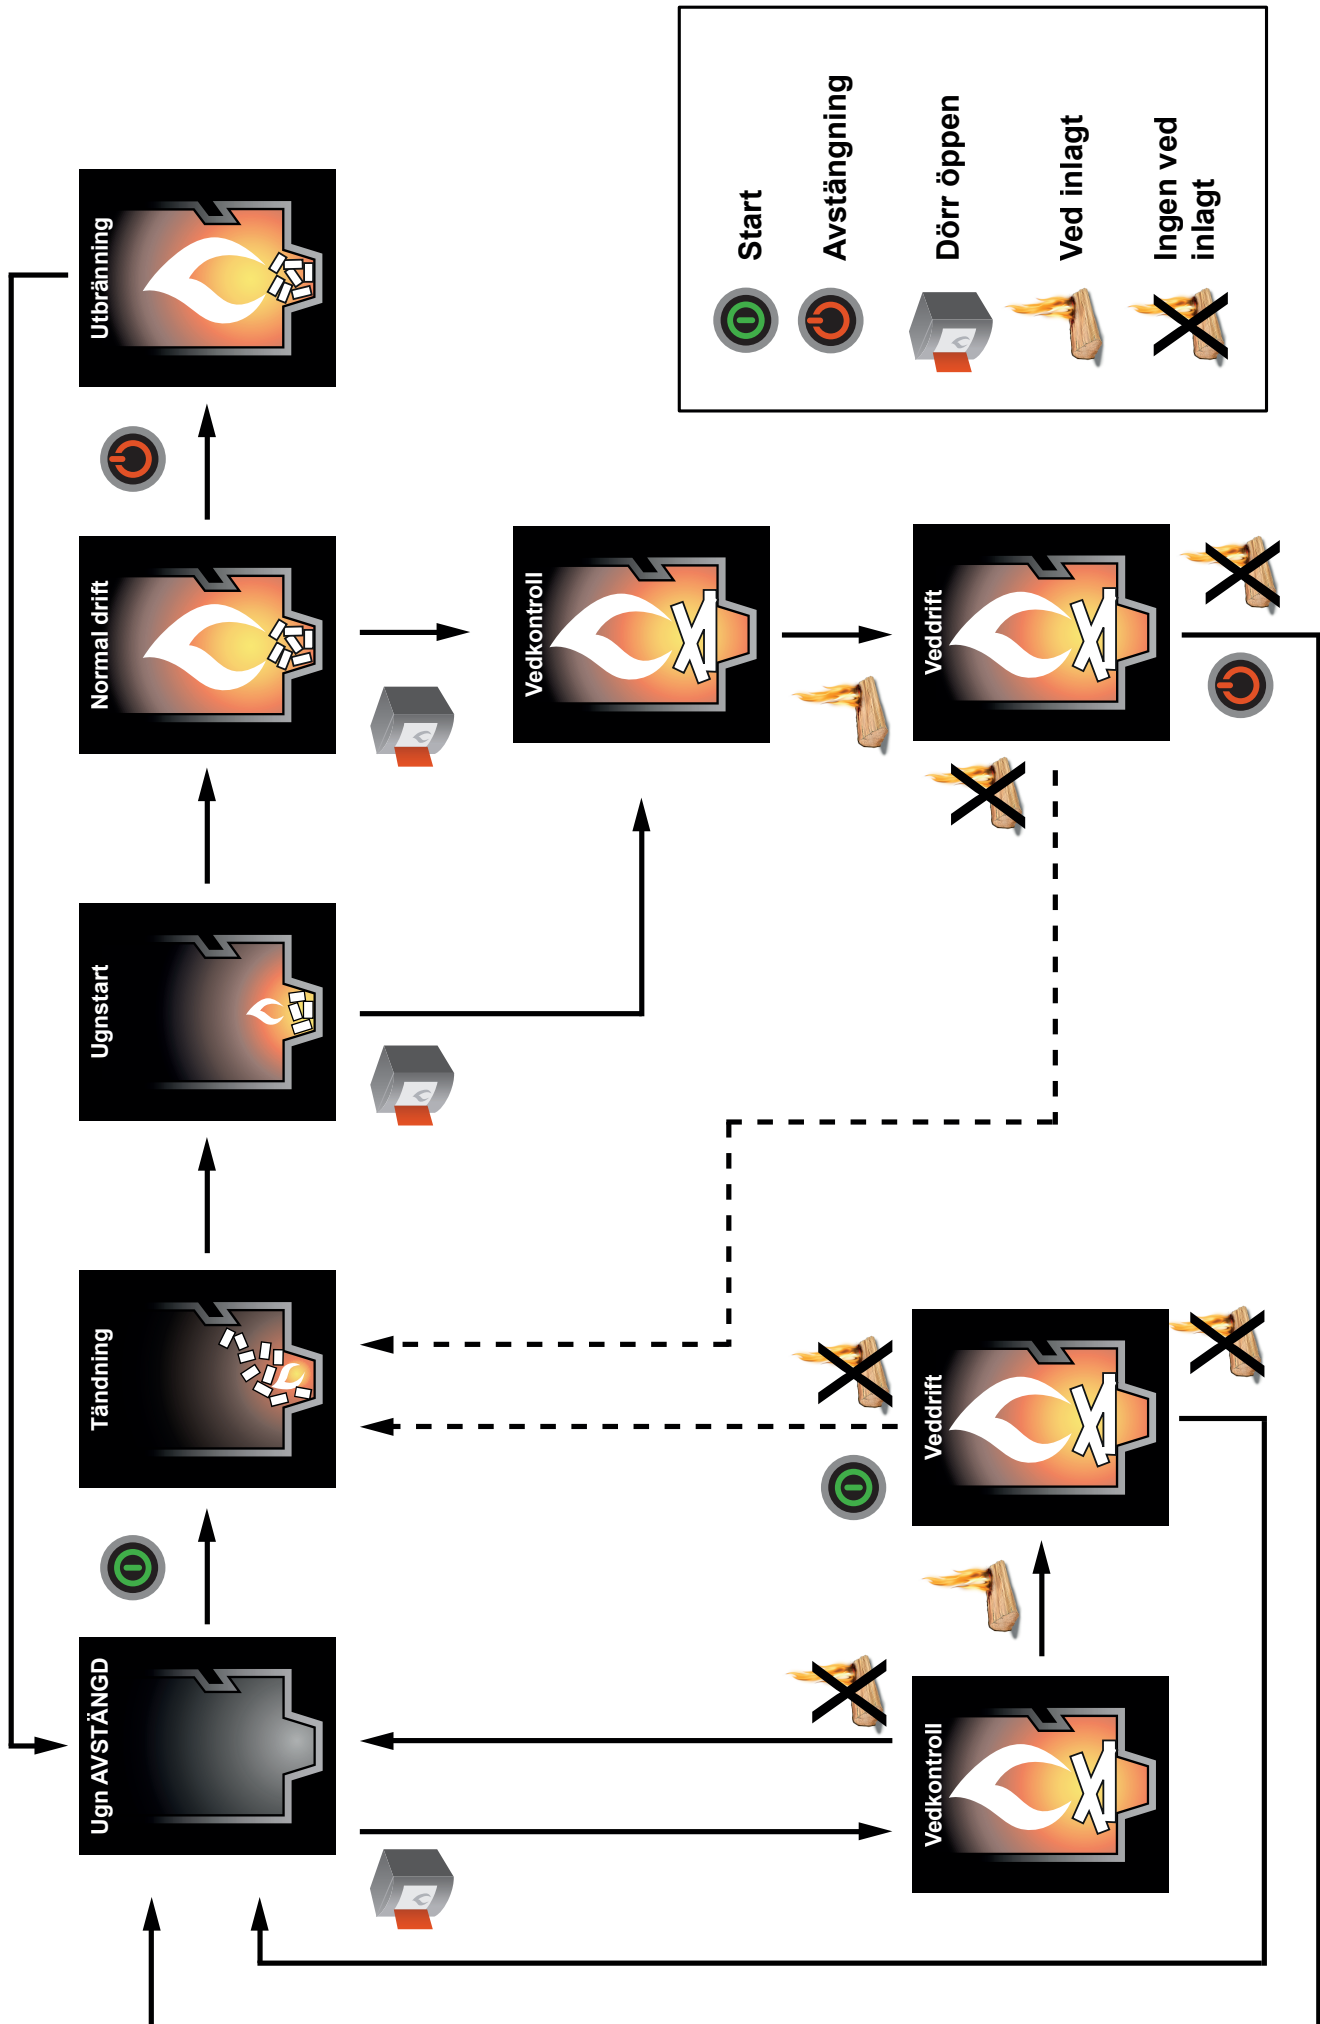 Ugn AVSTÄNGD
Tändning
Ugnstart
Normal drift
Utbränning
Vedkontroll
Veddrift
Vedkontroll
Veddrift
Start
Avstängning
Dörr öppen
Ved inlagt
Ingen ved
inlagt